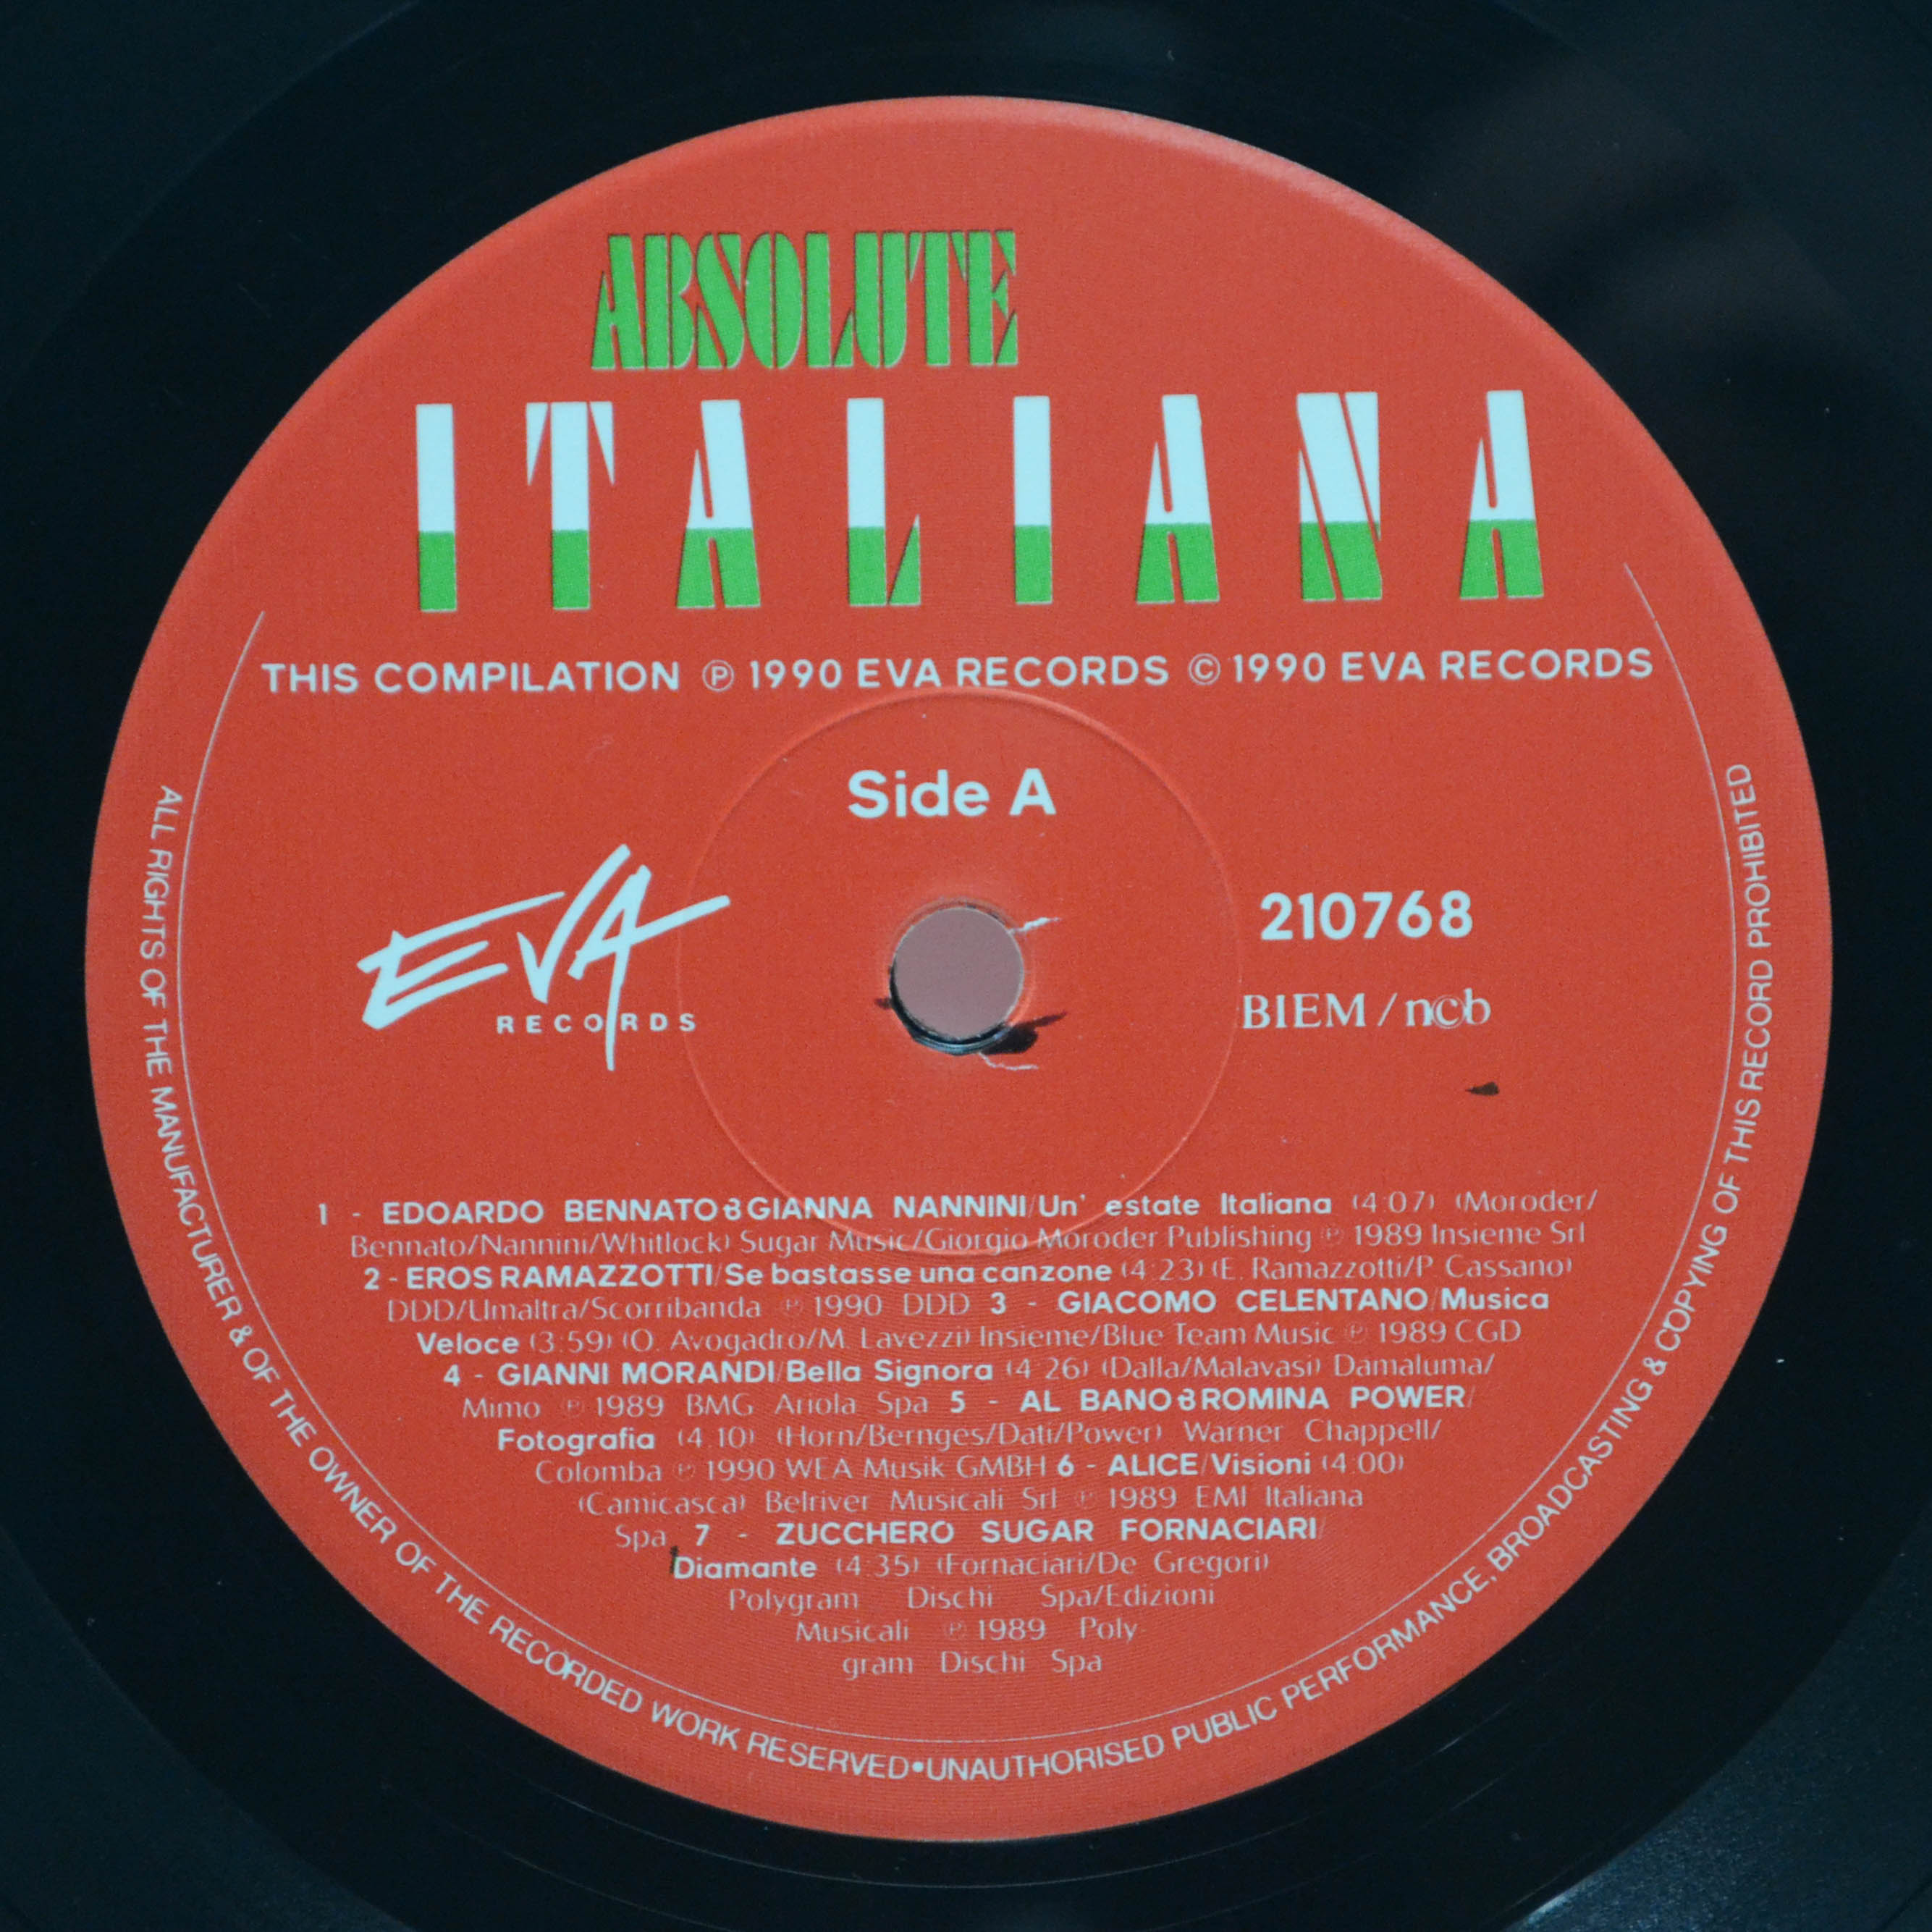 ABSOLUTE
ITALIANA
THIS COMPILATION ℗ 1990 EVA RECORDS © 1990 EVA RECORDS
Side A
EVA
RECORDS
210768
BIEM / ncb
1 - EDOARDO BENNATO & GIANNA NANNINI/Un' estate Italiana (4:07) (Moroder/
Bennato/Nannini/Whitlock) Sugar Music/Giorgio Moroder Publishing ℗ 1989 Insieme Srl
2 - EROS RAMAZZOTTI/Se bastasse una canzone (4:23) (E. Ramazzotti/P. Cassano)
DDD/Umaltra/Scorribanda ℗ 1990 DDD 3 - GIACOMO CELENTANO/Musica
Veloce (3:59) (O. Avogadro/M. Lavezzi) Insieme/Blue Team Music ℗ 1989 CGD
4 - GIANNI MORANDI/Bella Signora (4:26) (Dalla/Malavasi) Damaluma/
Mimo ℗ 1989 BMG Ariola Spa 5 - AL BANO & ROMINA POWER/
Fotografia (4.10) (Horn/Bernges/Dati/Power) Warner Chappell/
Colomba ℗ 1990 WEA Musik GMBH 6 - ALICE/Visioni (4:00)
(Camicasca) Belriver Musicali Srl ℗ 1989 EMI Italiana
Spa 7 - ZUCCHERO SUGAR FORNACIARI/
Diamante (4:35) (Fornaciari/De Gregori)
Polygram Dischi Spa/Edizioni
Musicali ℗ 1989 Poly-
gram Dischi Spa
ALL RIGHTS OF THE MANUFACTURER & OF THE OWNER OF THE RECORDED WORK RESERVED•UNAUTHORISED PUBLIC PERFORMANCE, BROADCASTING & COPYING OF THIS RECORD PROHIBITED